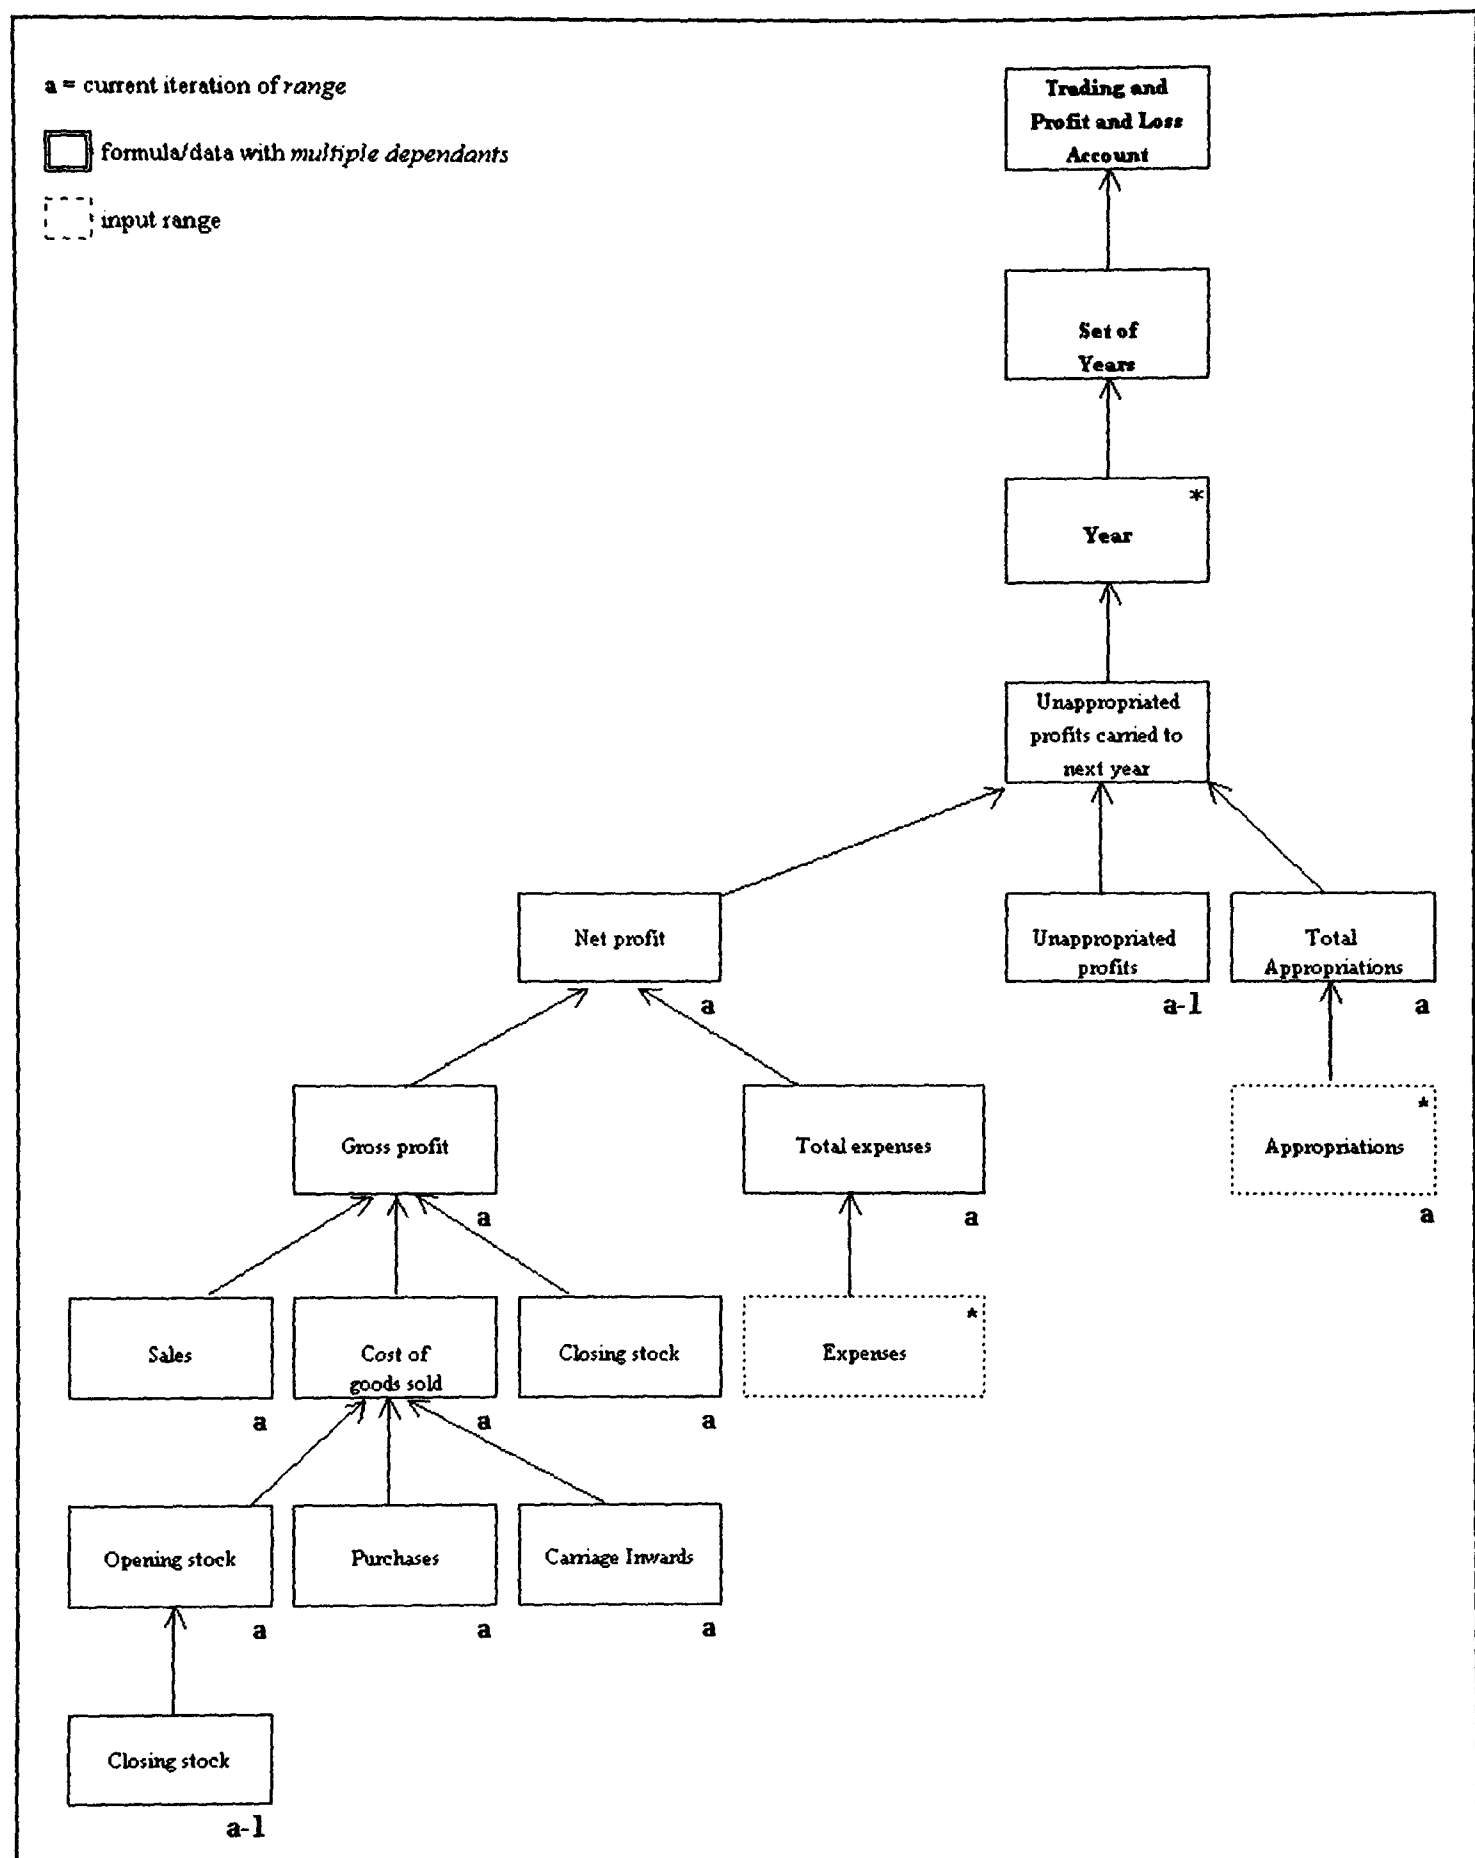 a = current iteration of range
formula/data with multiple dependants
input range
Trading and
Profit and Loss
Account
Set of
Years
*
Year
Unappropriated
profits carried to
next year
Net profit
a
Unappropriated
profits
a-1
Total
Appropriations
a
Gross profit
a
Total expenses
a
*
Appropriations
a
Sales
a
Cost of
goods sold
a
Closing stock
a
*
Expenses
Opening stock
a
Purchases
a
Carriage Inwards
a
Closing stock
a-1